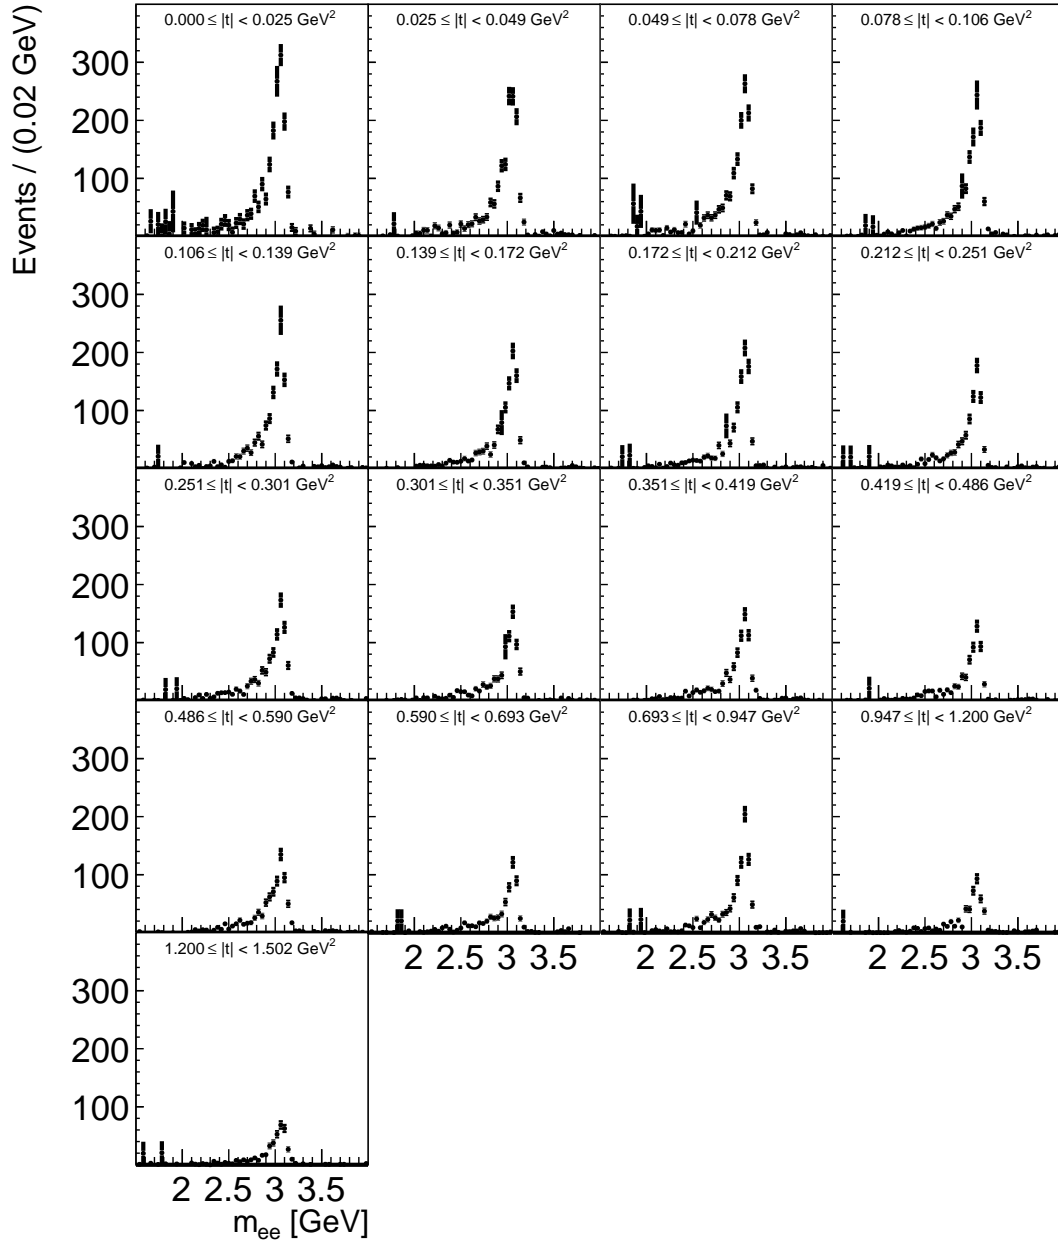 Events / (0.02 GeV)
0.000 ≤ |t| < 0.025 GeV²
0.025 ≤ |t| < 0.049 GeV²
0.049 ≤ |t| < 0.078 GeV²
0.078 ≤ |t| < 0.106 GeV²
300
200
100
0.106 ≤ |t| < 0.139 GeV²
0.139 ≤ |t| < 0.172 GeV²
0.172 ≤ |t| < 0.212 GeV²
0.212 ≤ |t| < 0.251 GeV²
300
200
100
0.251 ≤ |t| < 0.301 GeV²
0.301 ≤ |t| < 0.351 GeV²
0.351 ≤ |t| < 0.419 GeV²
0.419 ≤ |t| < 0.486 GeV²
300
200
100
0.486 ≤ |t| < 0.590 GeV²
0.590 ≤ |t| < 0.693 GeV²
0.693 ≤ |t| < 0.947 GeV²
0.947 ≤ |t| < 1.200 GeV²
300
200
100
2 2.5 3 3.5
2 2.5 3 3.5
2 2.5 3 3.5
1.200 ≤ |t| < 1.502 GeV²
300
200
100
2 2.5 3 3.5
m_ee [GeV]